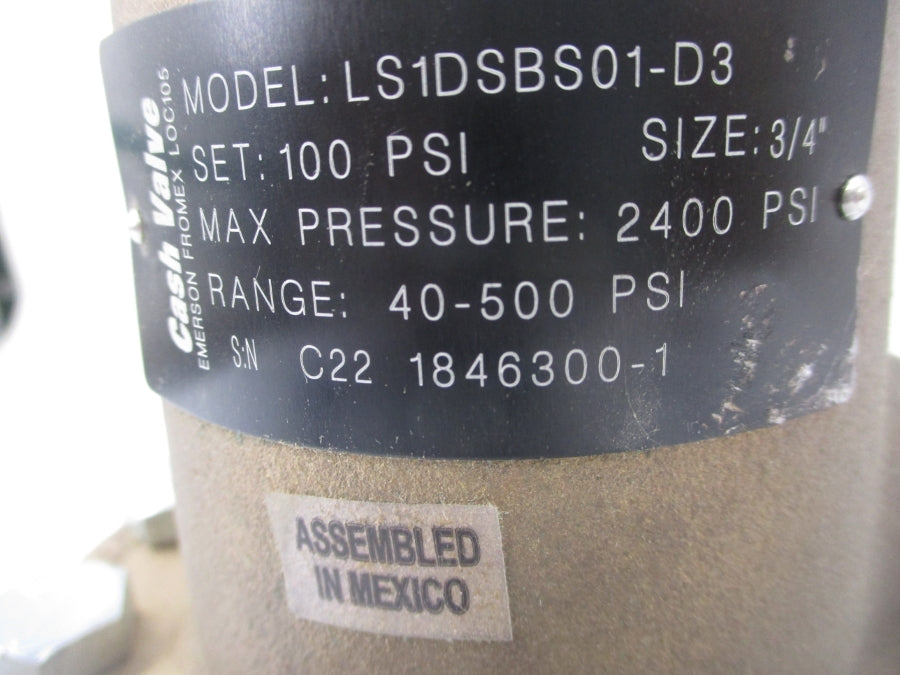 Cash Valve
EMERSON FROMEX LOC105
MODEL: LS1DSBS01-D3
SET: 100 PSI SIZE: 3/4"
MAX PRESSURE: 2400 PSI
RANGE: 40-500 PSI
S:N C22 1846300-1
ASSEMBLED
IN MEXICO